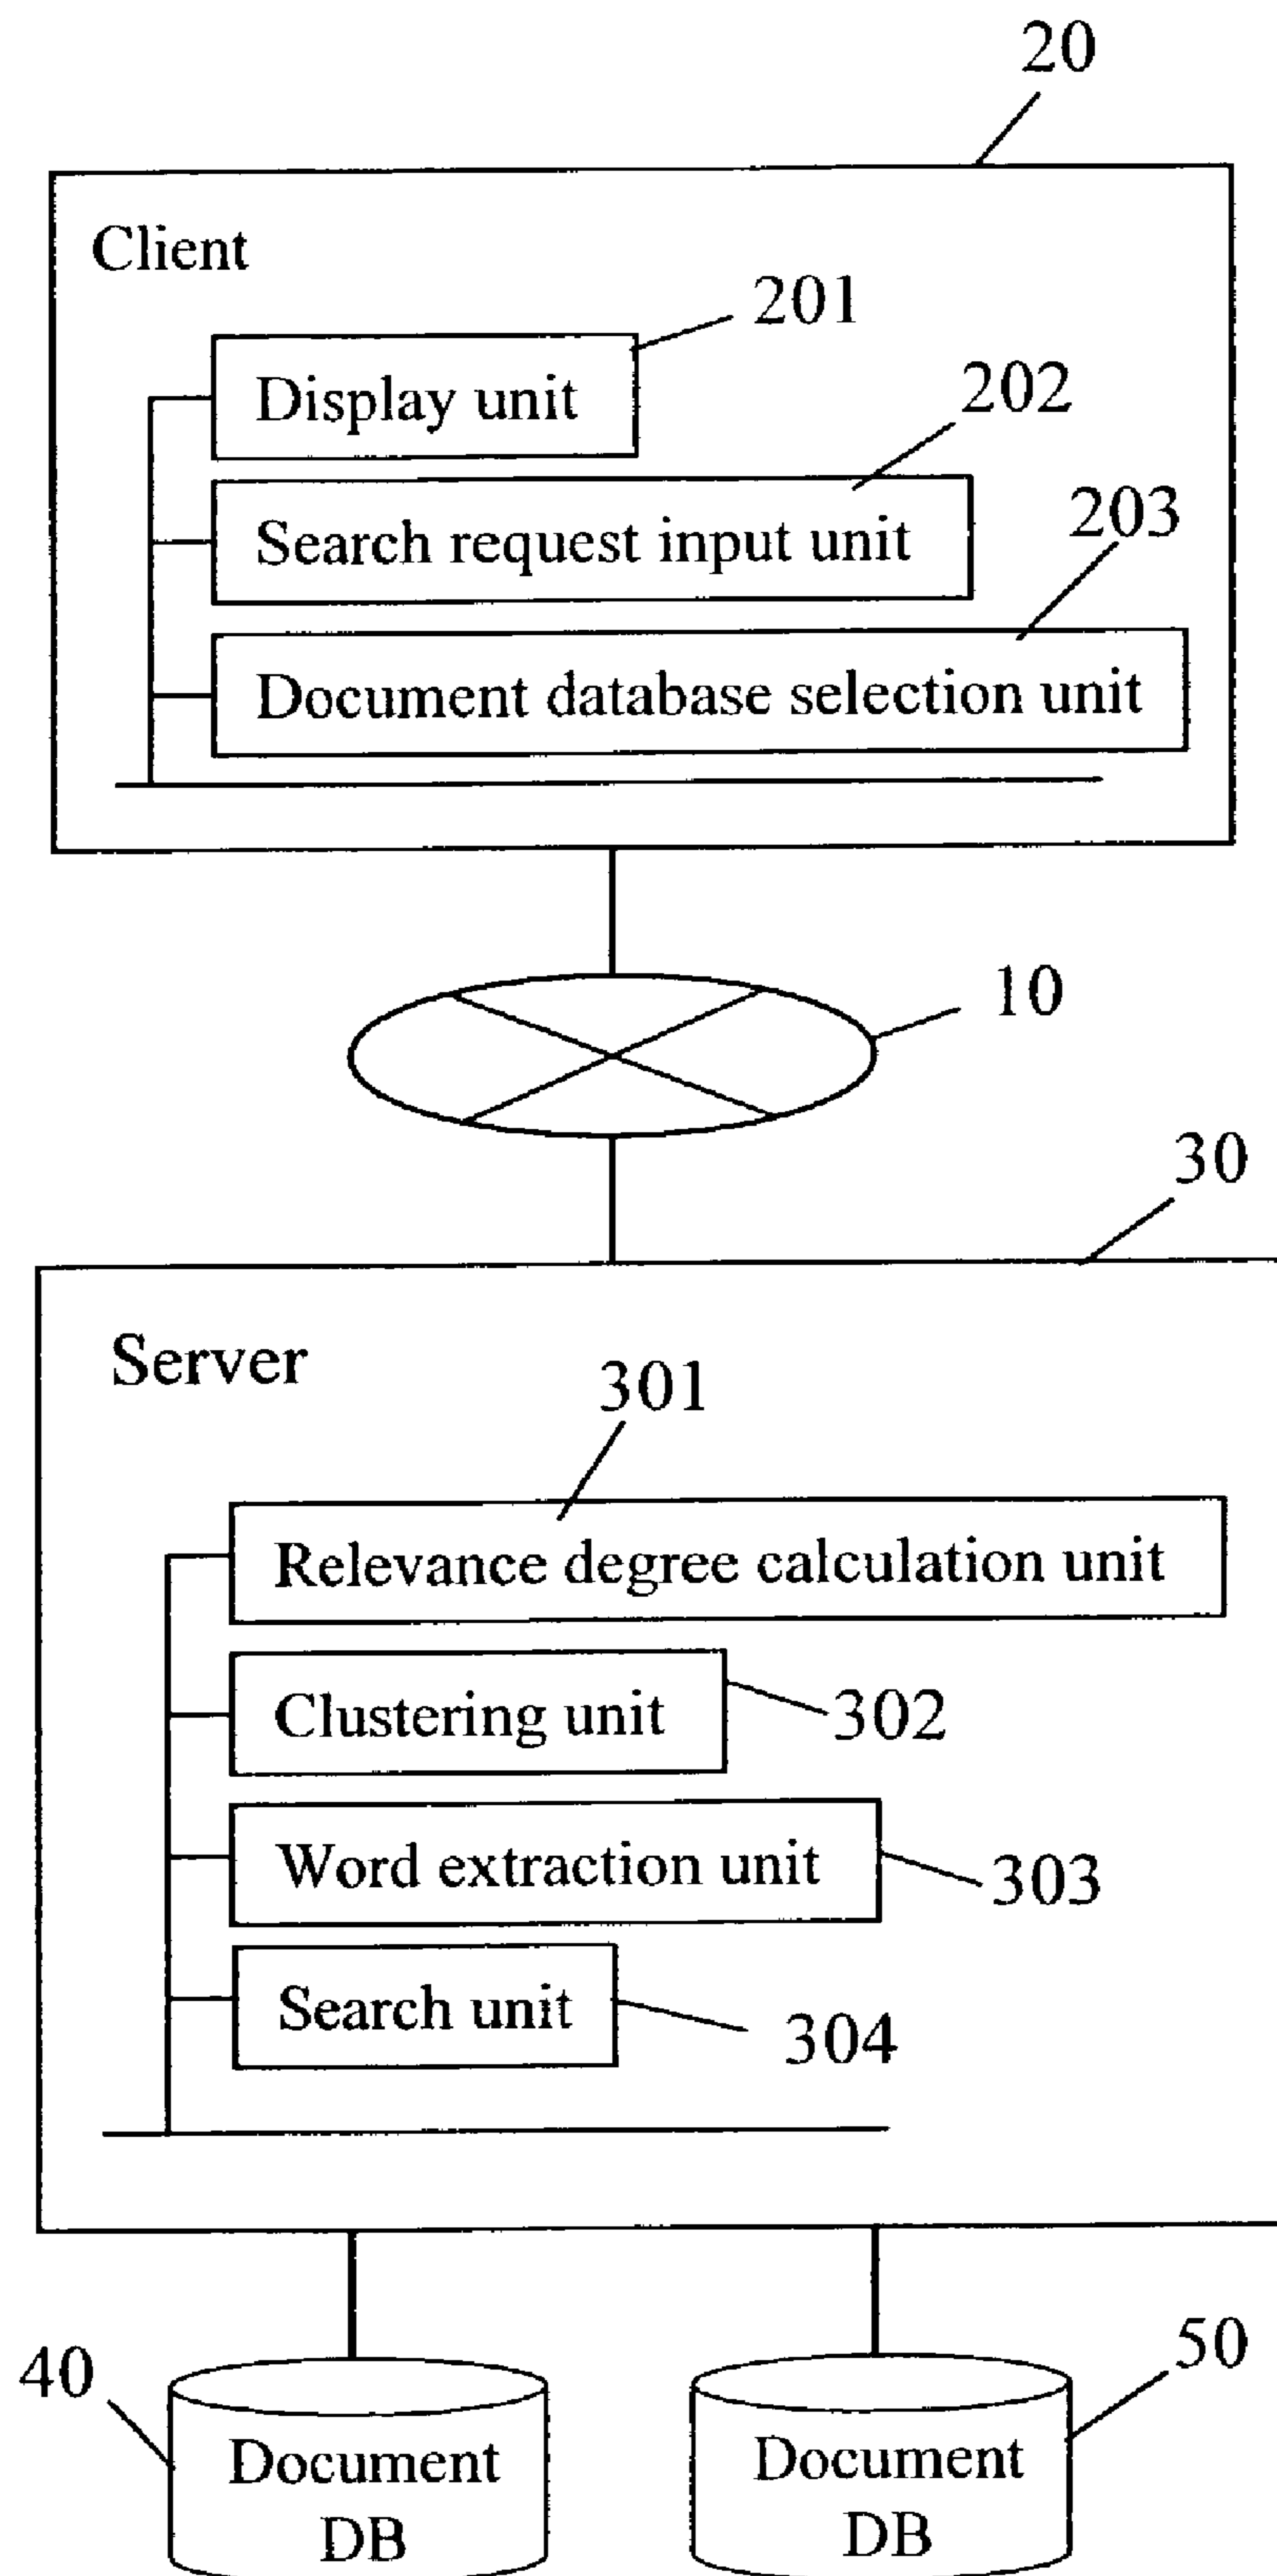 20
Client
201
Display unit
202
Search request input unit
203
Document database selection unit
10
30
Server
301
Relevance degree calculation unit
Clustering unit
302
Word extraction unit
303
Search unit
304
40
50
Document
DB
Document
DB